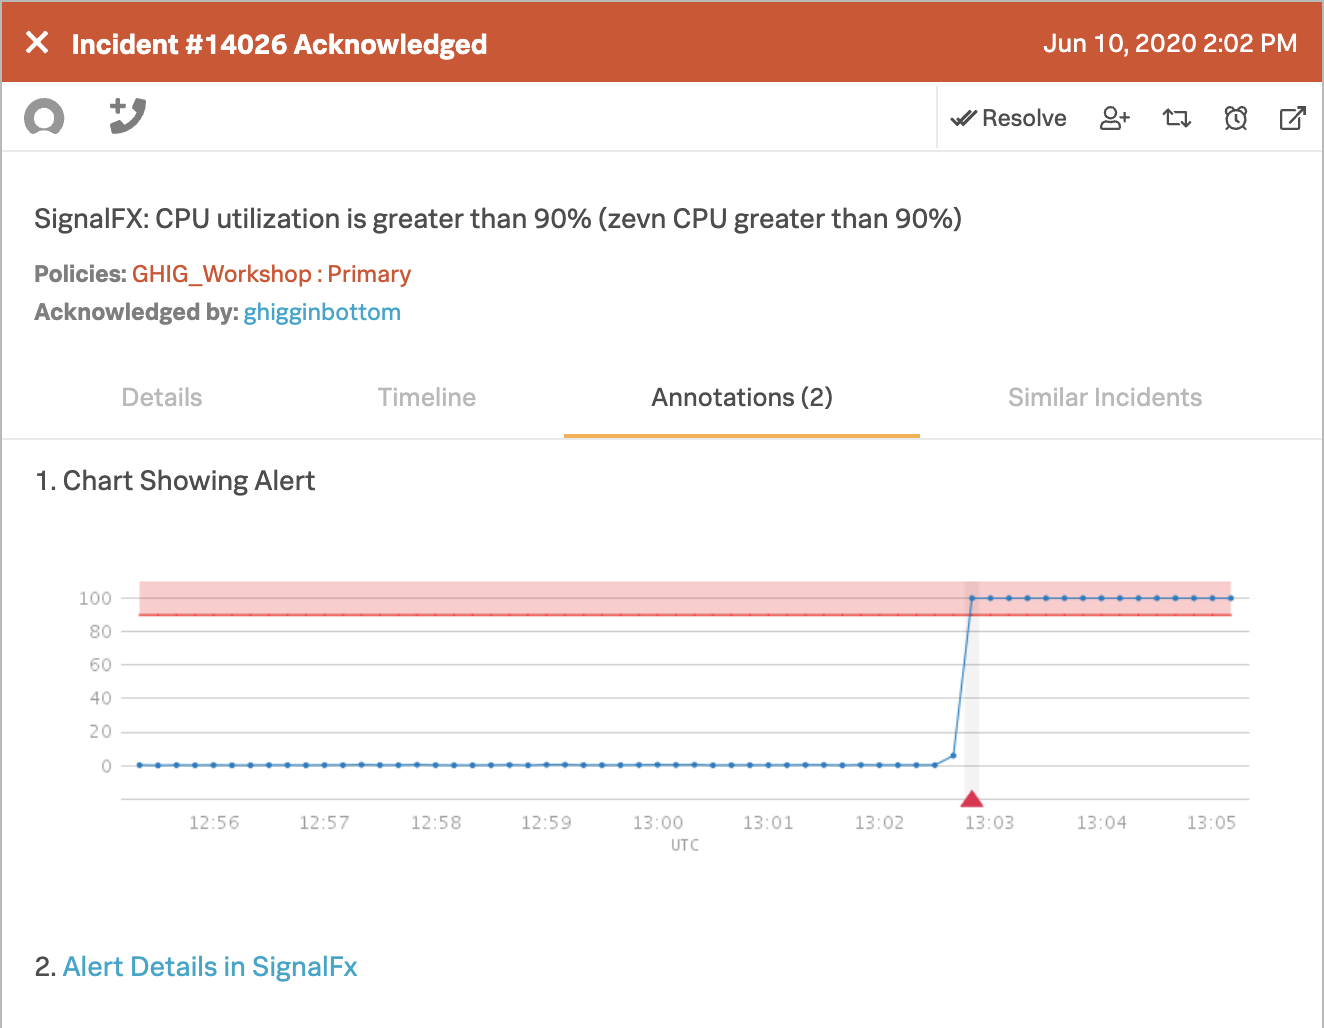 Incident #14026 Acknowledged
Jun 10, 2020 2:02 PM
Resolve
SignalFX: CPU utilization is greater than 90% (zevn CPU greater than 90%)
Policies: GHIG_Workshop : Primary
Acknowledged by: ghigginbottom
Details Timeline Annotations (2) Similar Incidents
1. Chart Showing Alert
100
80
60
40
20
0
12:56 12:57 12:58 12:59 13:00 13:01 13:02 13:03 13:04 13:05
UTC
2. Alert Details in SignalFx